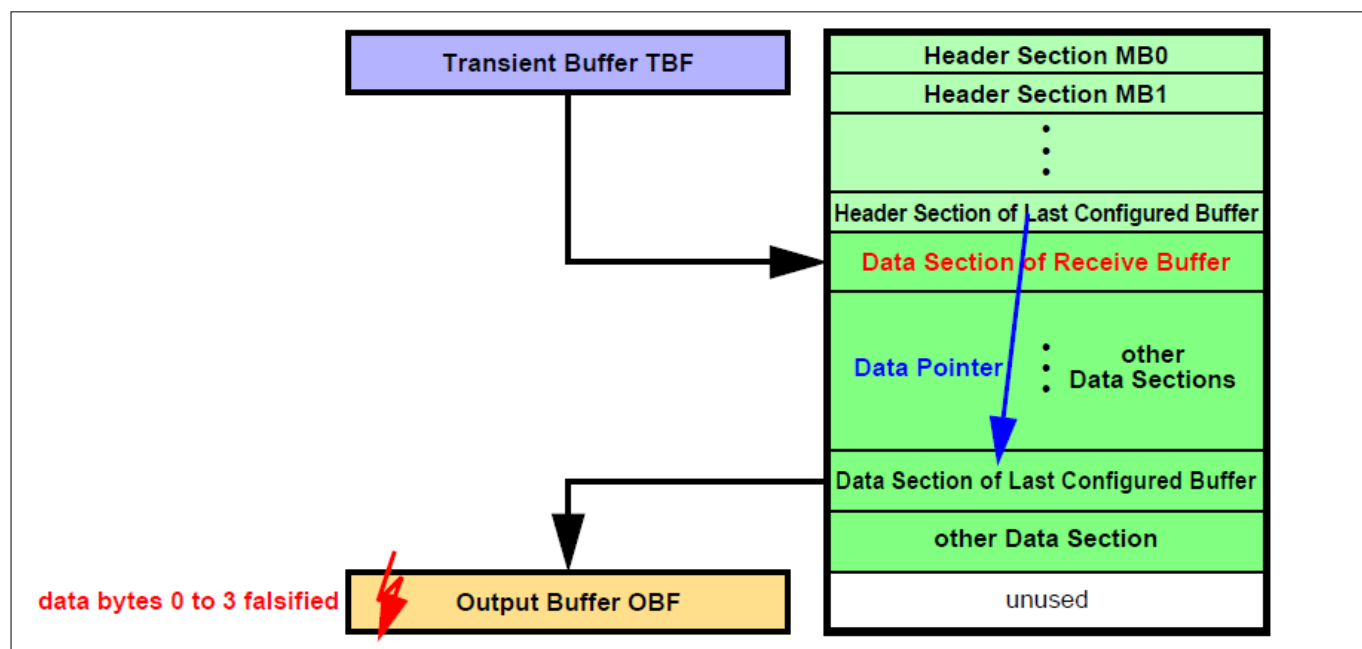 Transient Buffer TBF
Header Section MB0
Header Section MB1
Header Section of Last Configured Buffer
Data Section of Receive Buffer
Data Pointer
other
Data Sections
Data Section of Last Configured Buffer
other Data Section
data bytes 0 to 3 falsified
Output Buffer OBF
unused